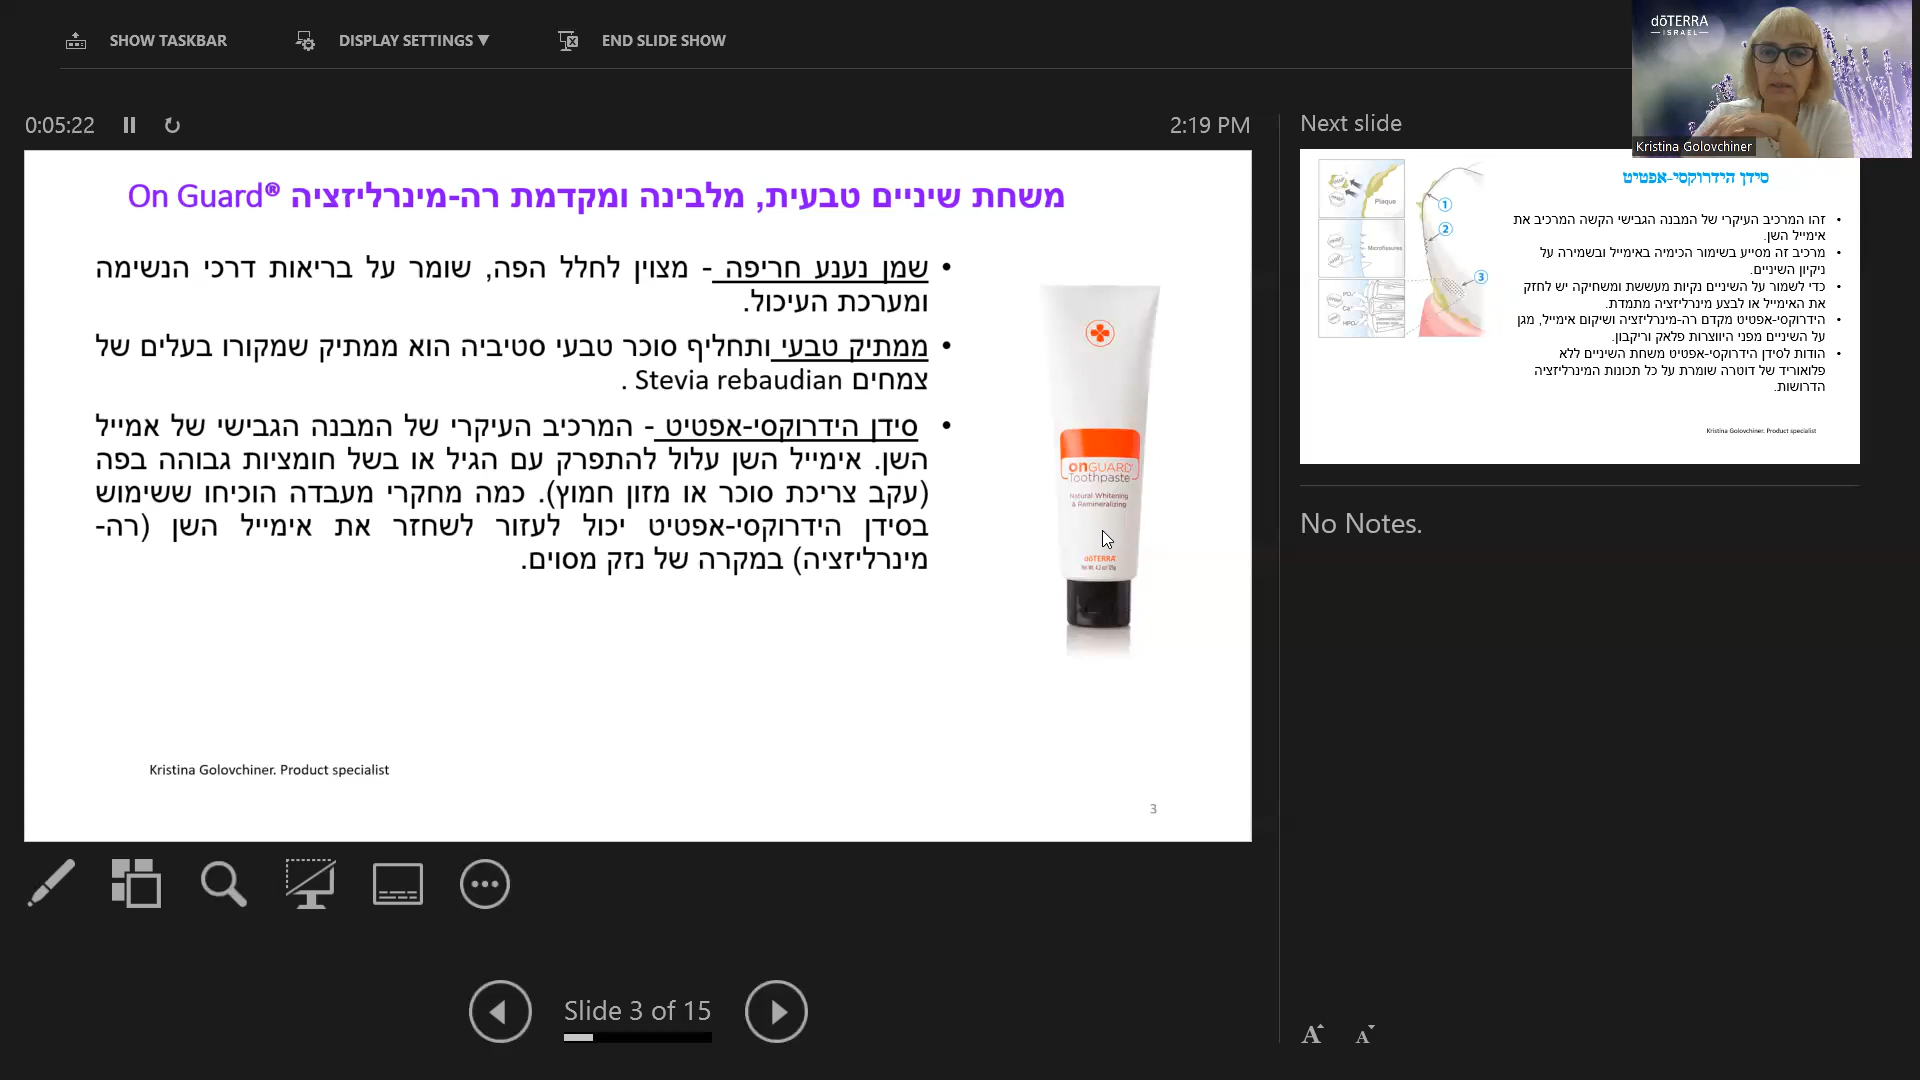 SHOW TASKBAR
DISPLAY SETTINGS ▼
END SLIDE SHOW
dōTERRA
ISRAEL
Kristina Golovchiner
0:05:22
2:19 PM
Next slide
משחת שיניים טבעית, מלבינה ומקדמת רה-מינרליזציה On Guard®
• שמן נענע חריפה - מצוין לחלל הפה, שומר על בריאות דרכי הנשימה
ומערכת העיכול.
• ממתיק טבעי ותחליף סוכר טבעי סטיביה הוא ממתיק שמקורו בעלים של
צמחים Stevia rebaudian .
• סידן הידרוקסי-אפטיט - המרכיב העיקרי של המבנה הגבישי של אמייל
השן. אימייל השן עלול להתפרק עם הגיל או בשל חומציות גבוהה בפה
(עקב צריכת סוכר או מזון חמוץ). כמה מחקרי מעבדה הוכיחו ששימוש
בסידן הידרוקסי-אפטיט יכול לעזור לשחזר את אימייל השן (רה-
מינרליזציה) במקרה של נזק מסוים.
onGUARD
Toothpaste
Natural Whitening
& Remineralizing
dōTERRA
Kristina Golovchiner. Product specialist
3
סידן הידרוקסי-אפטיט
• זהו המרכיב העיקרי של המבנה הגבישי הקשה המרכיב את
אימייל השן.
• מרכיב זה מסייע בשימור הכימיה באימייל ובשמירה על
ניקיון השיניים.
• כדי לשמור על השיניים נקיות מעששת ומשחיקה יש לחזק
את האימייל או לבצע מינרליזציה מתמדת.
• הידרוקסי-אפטיט מקדם רה-מינרליזציה ושיקום אימייל, מגן
על השיניים מפני היווצרות פלאק וריקבון.
• הודות לסידן הידרוקסי-אפטיט משחת השיניים ללא
פלואוריד של דוטרה שומרת על כל תכונות המינרליזציה
הדרושות.
Plaque
Microfissures
1
2
3
Kristina Golovchiner. Product specialist
No Notes.
Slide 3 of 15
A A